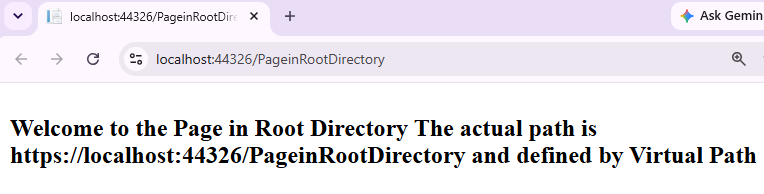 localhost:44326/PageinRootDire
Ask Gemin
localhost:44326/PageinRootDirectory
Welcome to the Page in Root Directory The actual path is
https://localhost:44326/PageinRootDirectory and defined by Virtual Path